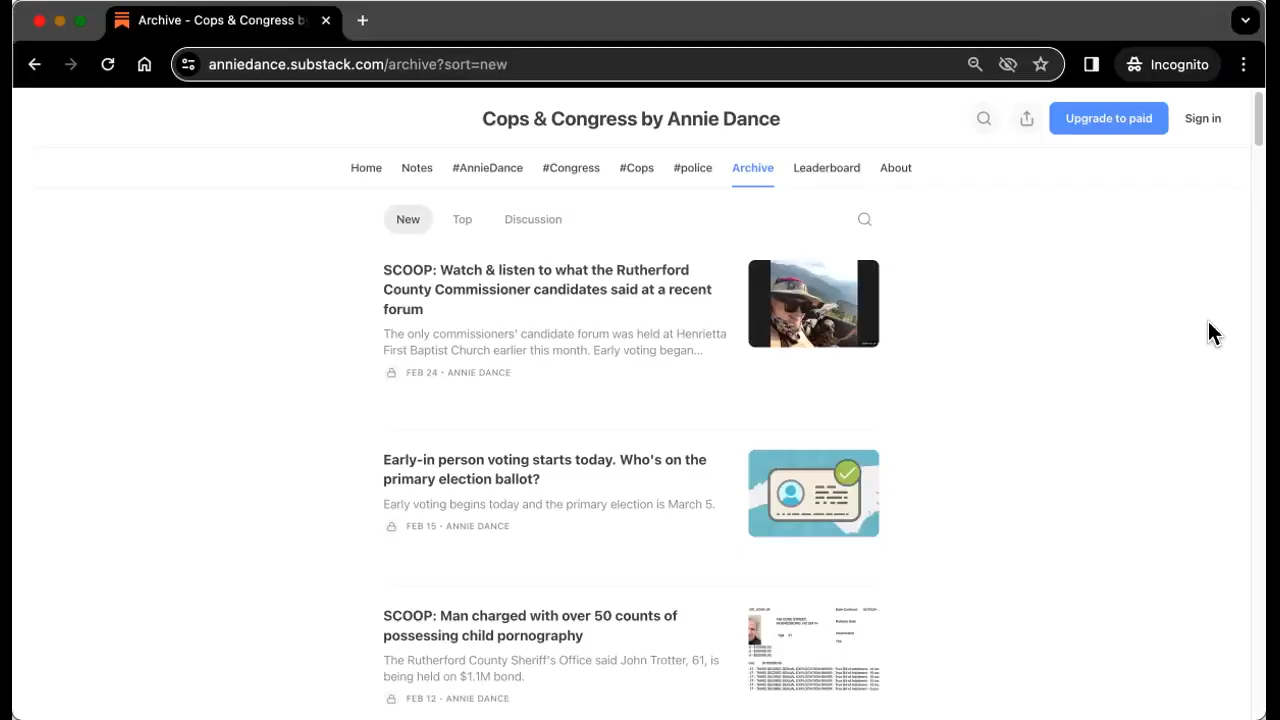 Archive - Cops & Congress b
anniedance.substack.com/archive?sort=new
Incognito
Cops & Congress by Annie Dance
Upgrade to paid
Sign in
Home Notes #AnnieDance #Congress #Cops #police Archive Leaderboard About
New Top Discussion
SCOOP: Watch & listen to what the Rutherford
County Commissioner candidates said at a recent
forum
The only commissioners' candidate forum was held at Henrietta
First Baptist Church earlier this month. Early voting began...
FEB 24 • ANNIE DANCE
Early-in person voting starts today. Who's on the
primary election ballot?
Early voting begins today and the primary election is March 5.
FEB 15 • ANNIE DANCE
SCOOP: Man charged with over 50 counts of
possessing child pornography
The Rutherford County Sheriff's Office said John Trotter, 61, is
being held on $1.1M bond.
FEB 12 • ANNIE DANCE